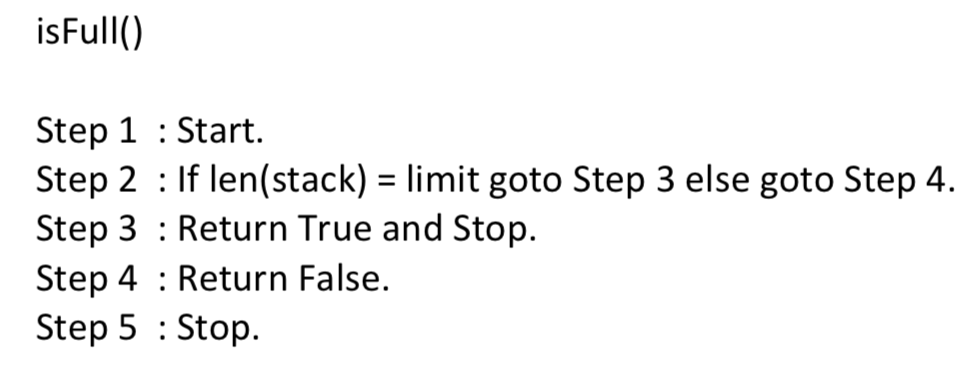 isFull()
Step 1 : Start.
Step 2 : If len(stack) = limit goto Step 3 else goto Step 4.
Step 3 : Return True and Stop.
Step 4 : Return False.
Step 5 : Stop.